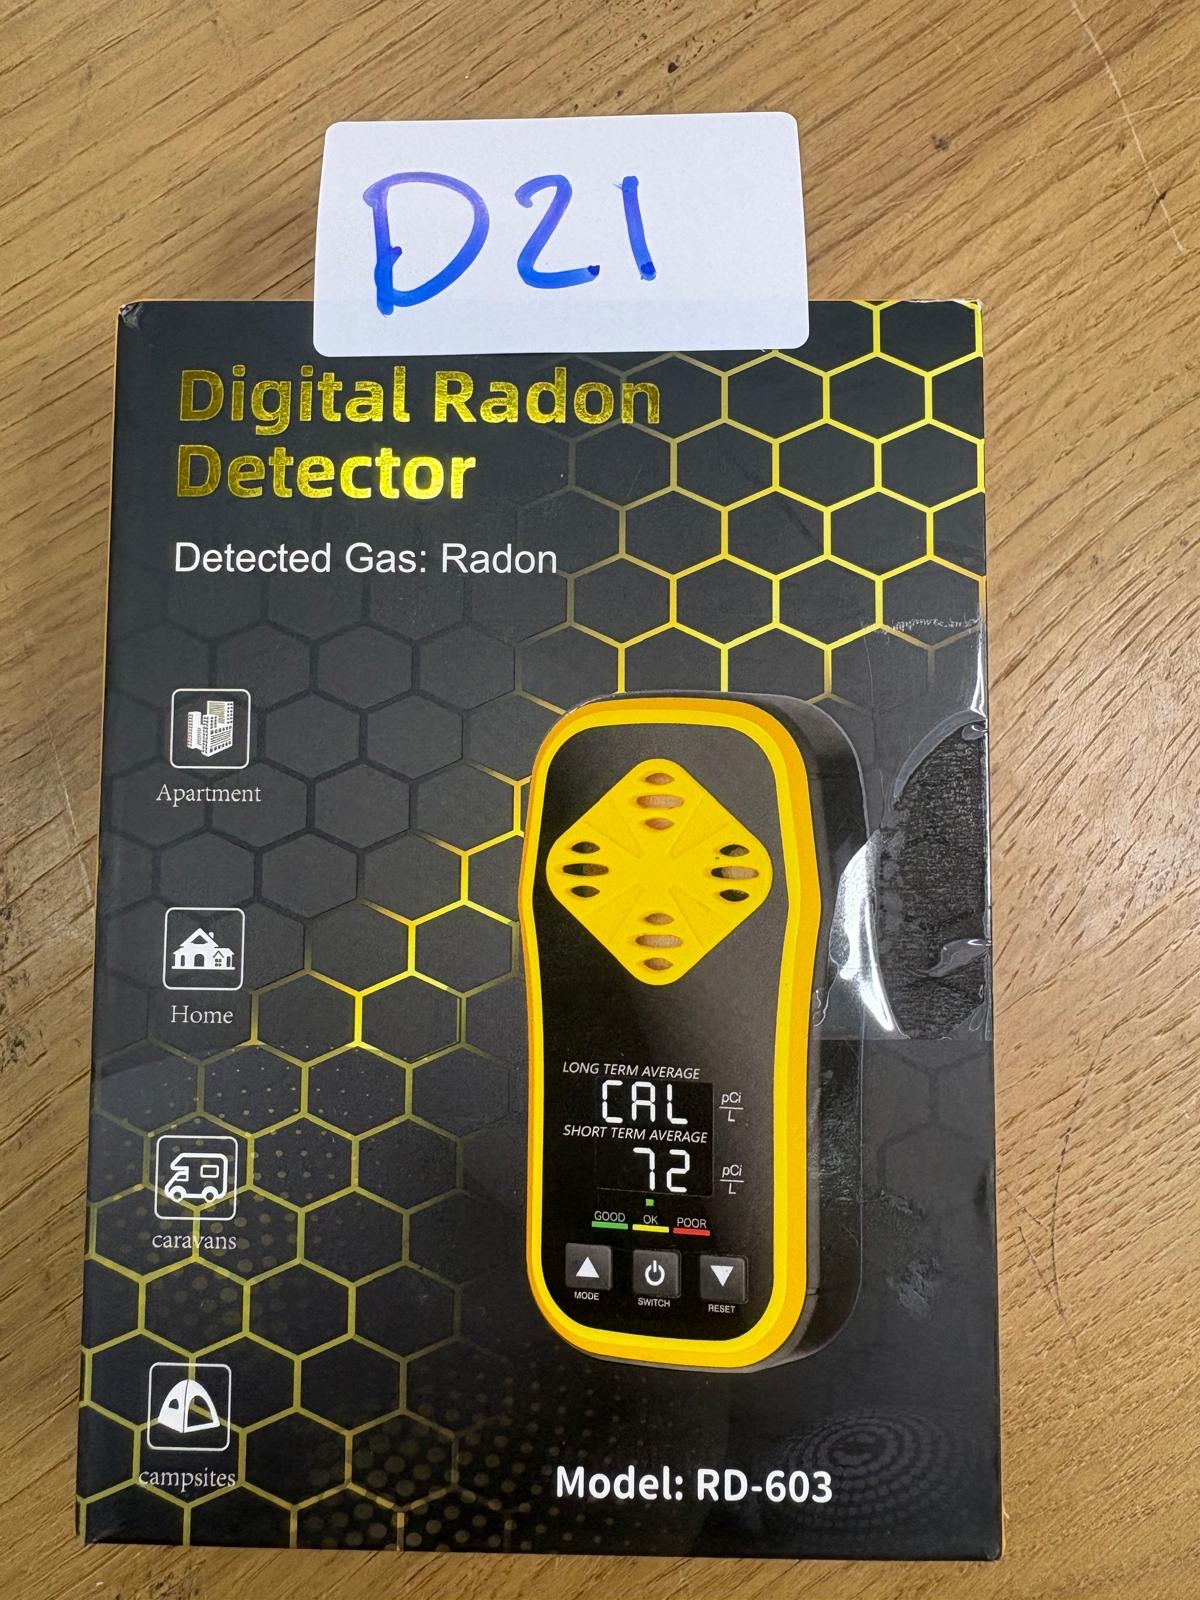 D21
Digital Radon
Detector
Detected Gas: Radon
Apartment
Home
caravans
campsites
LONG TERM AVERAGE
CAL
pCi
L
SHORT TERM AVERAGE
72
pCi
L
GOOD OK POOR
MODE SWITCH RESET
Model: RD-603